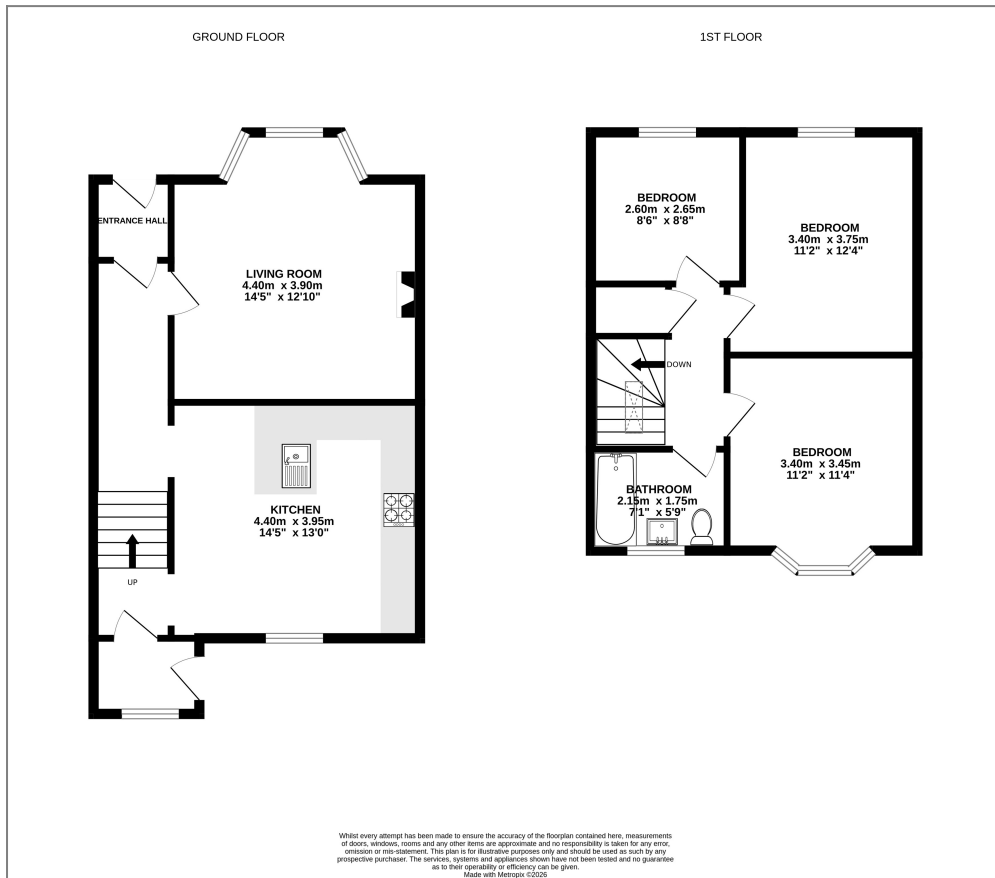 GROUND FLOOR
1ST FLOOR
ENTRANCE HALL
LIVING ROOM
4.40m x 3.90m
14'5" x 12'10"
KITCHEN
4.40m x 3.95m
14'5" x 13'0"
UP
BEDROOM
2.60m x 2.65m
8'6" x 8'8"
BEDROOM
3.40m x 3.75m
11'2" x 12'4"
DOWN
BEDROOM
3.40m x 3.45m
11'2" x 11'4"
BATHROOM
2.15m x 1.75m
7'1" x 5'9"
Whilst every attempt has been made to ensure the accuracy of the floorplan contained here, measurements
of doors, windows, rooms and any other items are approximate and no responsibility is taken for any error,
omission or mis-statement. This plan is for illustrative purposes only and should be used as such by any
prospective purchaser. The services, systems and appliances shown have not been tested and no guarantee
as to their operability or efficiency can be given.
Made with Metropix ©2026